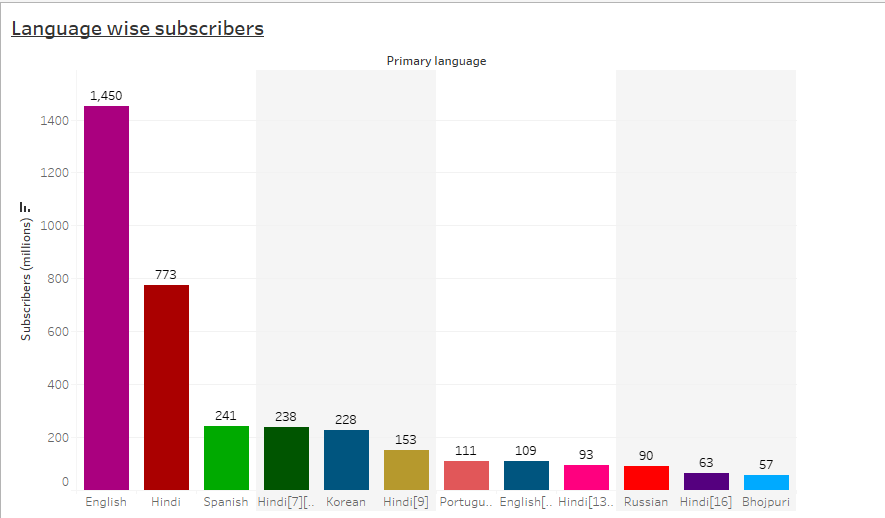 Language wise subscribers
Primary language
Subscribers (millions)
1400
1200
1000
800
600
400
200
0
1,450
773
241
238
228
153
111
109
93
90
63
57
English
Hindi
Spanish
Hindi[7][..
Korean
Hindi[9]
Portugu..
English[..
Hindi[13..
Russian
Hindi[16]
Bhojpuri